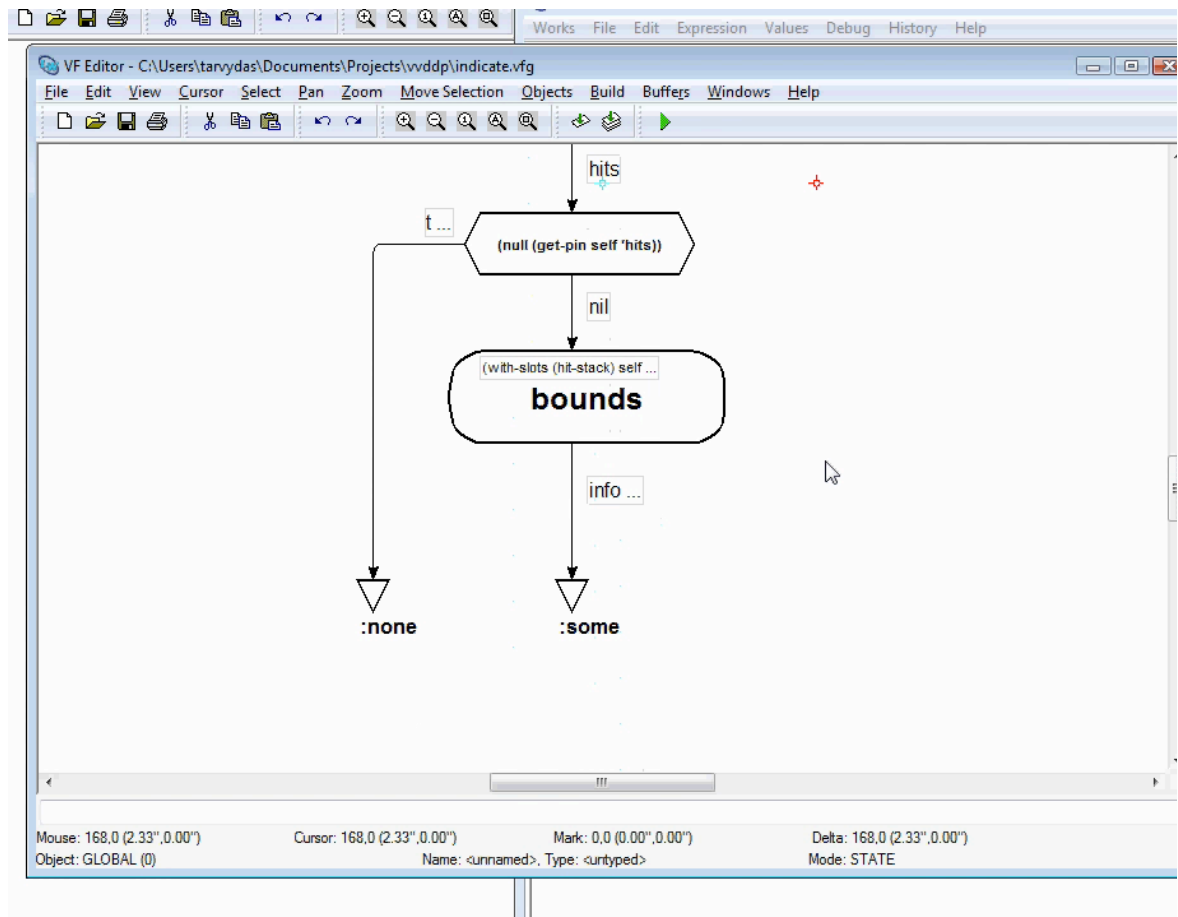 Works File Edit Expression Values Debug History Help
VF Editor - C:\Users\tarvydas\Documents\Projects\vvddp\indicate.vfg
File Edit View Cursor Select Pan Zoom Move Selection Objects Build Buffers Windows Help
hits
t ...
(null (get-pin self 'hits))
nil
(with-slots (hit-stack) self ...
bounds
info ...
:none
:some
Mouse: 168,0 (2.33",0.00") Cursor: 168,0 (2.33",0.00") Mark: 0,0 (0.00",0.00") Delta: 168,0 (2.33",0.00")
Object: GLOBAL (0) Name: <unnamed>, Type: <untyped> Mode: STATE